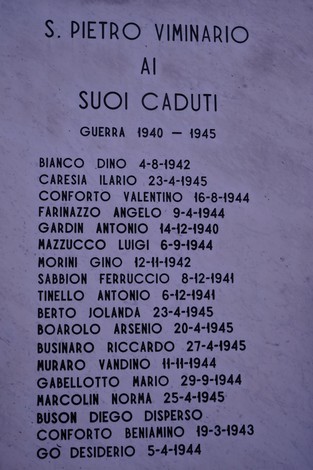 S. PIETRO VIMINARIO
AI
SUOI CADUTI
GUERRA 1940 — 1945
BIANCO DINO 4-8-1942
CARESIA ILARIO 23-4-1945
CONFORTO VALENTINO 16-8-1944
FARINAZZO ANGELO 9-4-1944
GARDIN ANTONIO 14-12-1940
MAZZUCCO LUIGI 6-9-1944
MORINI GINO 12-11-1942
SABBION FERRUCCIO 8-12-1941
TINELLO ANTONIO 6-12-1941
BERTO JOLANDA 23-4-1945
BOAROLO ARSENIO 20-4-1945
BUSINARO RICCARDO 27-4-1945
MURARO VANDINO 11-11-1944
GABELLOTTO MARIO 29-9-1944
MARCOLIN NORMA 25-4-1945
BUSON DIEGO DISPERSO
CONFORTO BENIAMINO 19-3-1943
GO DESIDERIO 5-4-1944